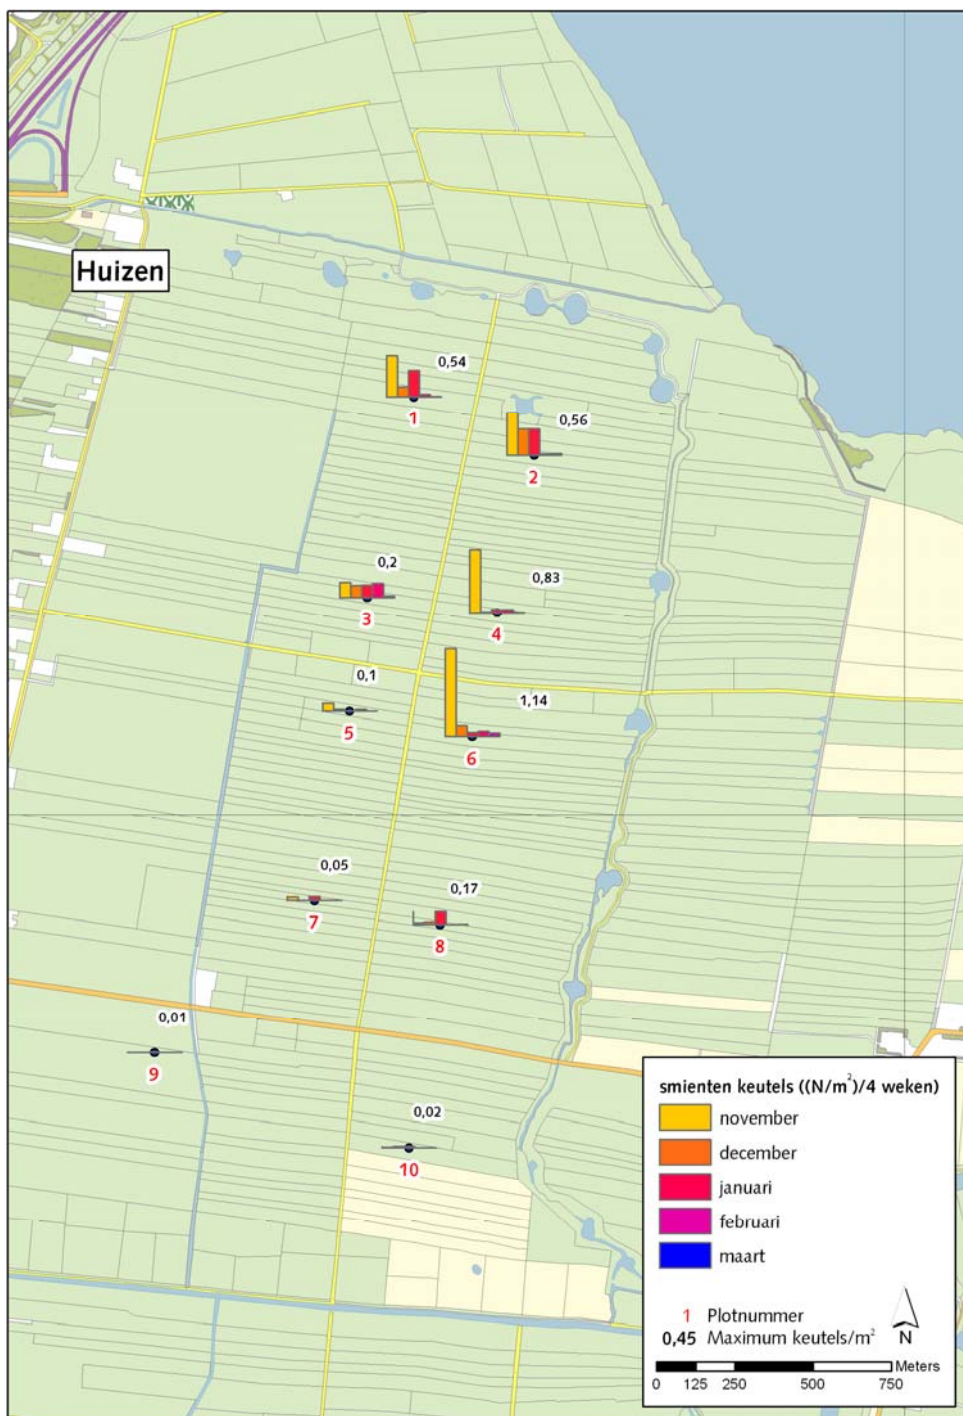 Huizen
0,54
1
0,56
2
0,2
3
0,83
4
0,1
5
1,14
6
0,05
7
0,17
8
0,01
9
0,02
10
smienten keutels ((N/m²)/4 weken)
november
december
januari
februari
maart
1 Plotnummer
0,45 Maximum keutels/m²
N
Meters
0 125 250 500 750